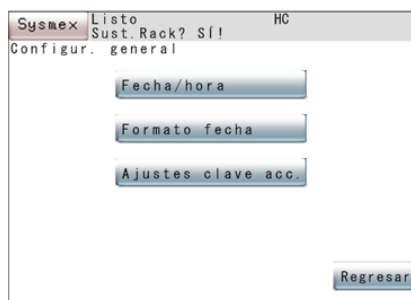 Sysmex Listo HC
Sust.Rack? SÍ!
Configur. general
Fecha/hora
Formato fecha
Ajustes clave acc.
Regresar